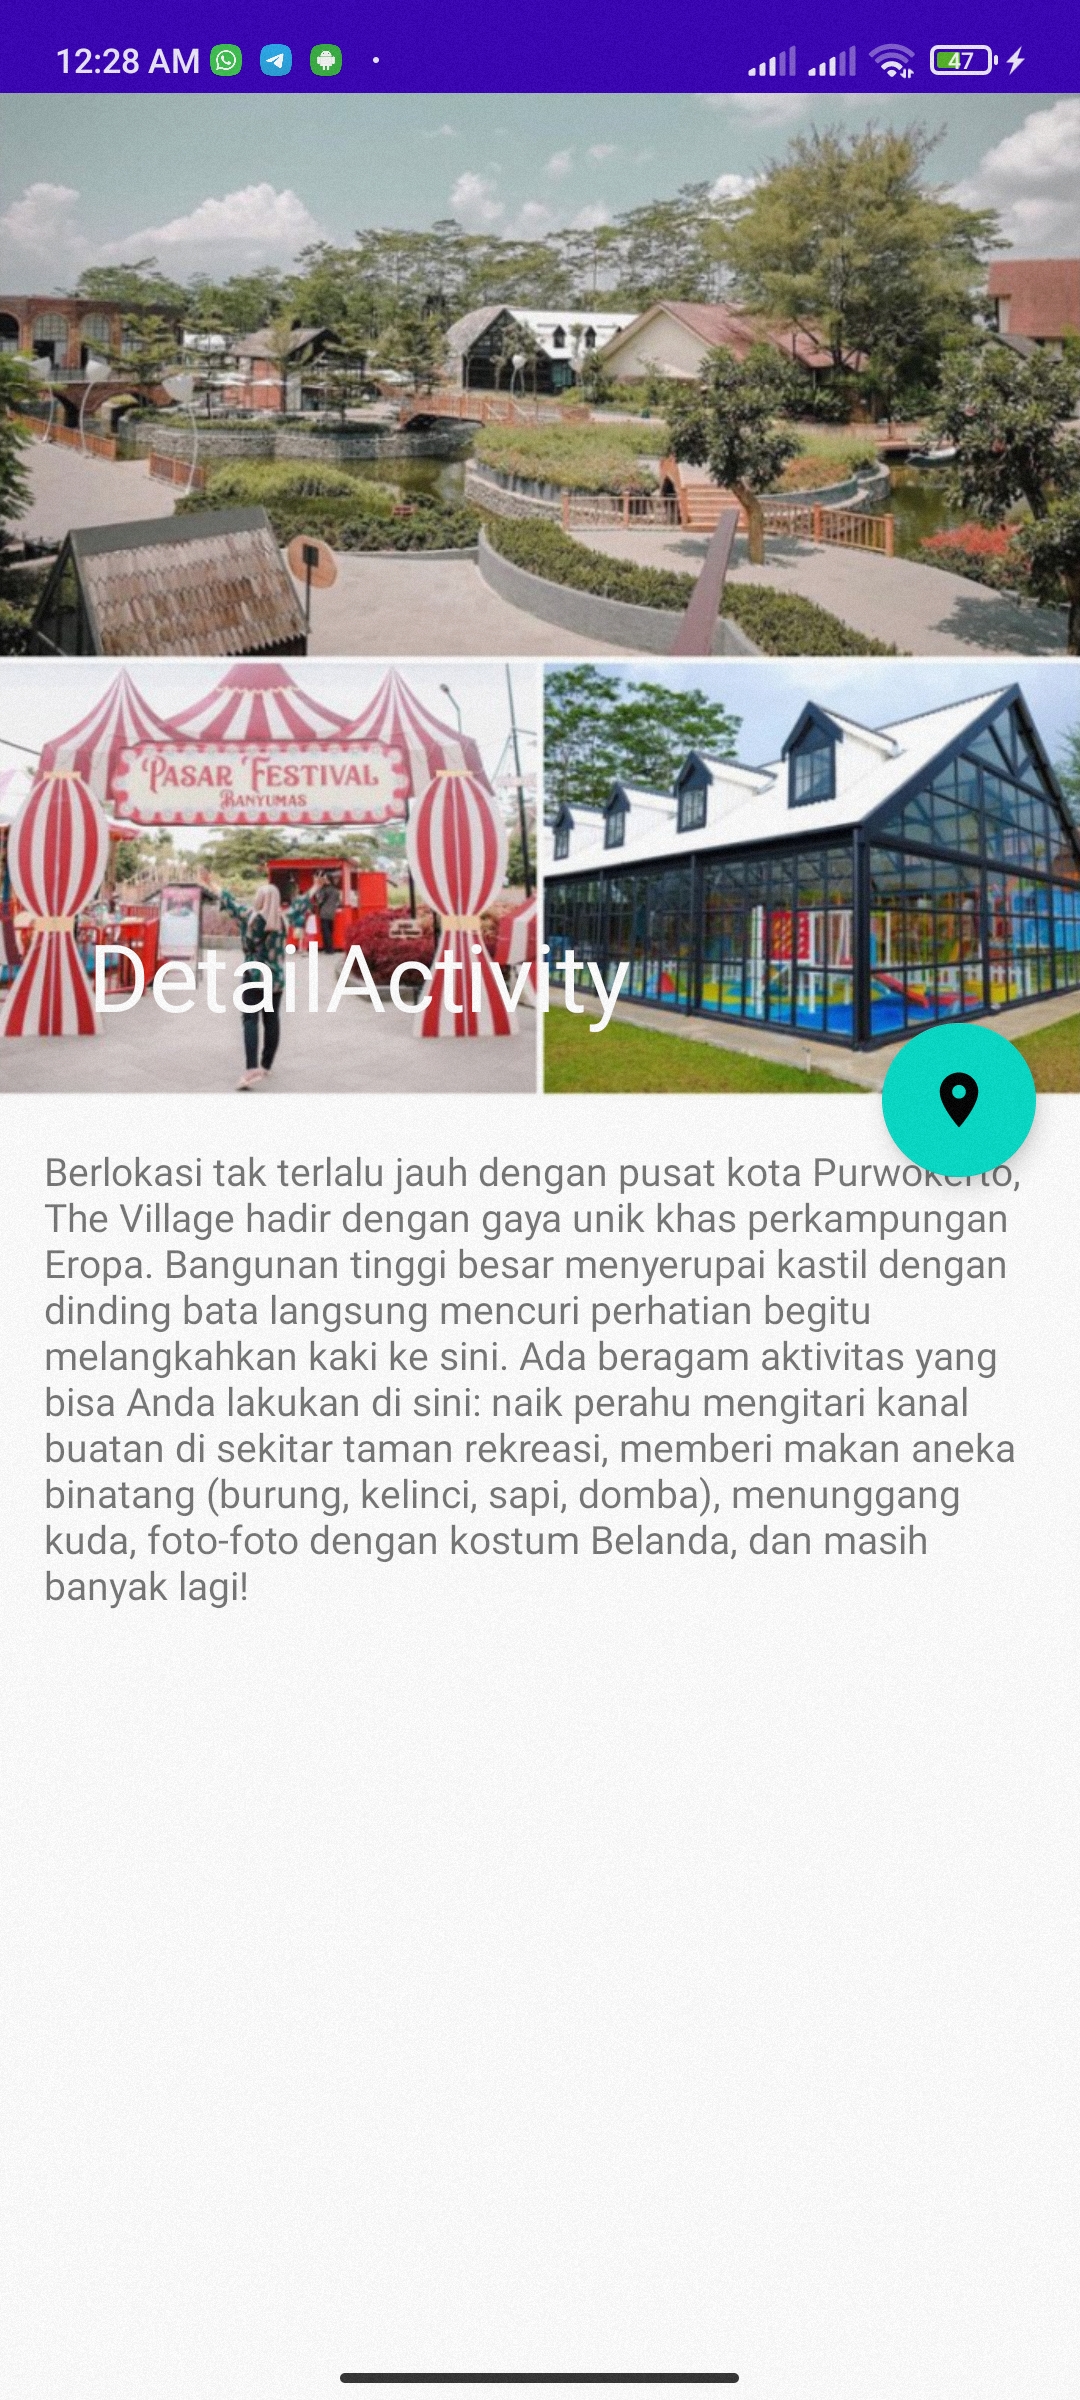 12:28 AM
47
PASAR FESTIVAL
BANYUMAS
DetailActivity
Berlokasi tak terlalu jauh dengan pusat kota Purwokerto,
The Village hadir dengan gaya unik khas perkampungan
Eropa. Bangunan tinggi besar menyerupai kastil dengan
dinding bata langsung mencuri perhatian begitu
melangkahkan kaki ke sini. Ada beragam aktivitas yang
bisa Anda lakukan di sini: naik perahu mengitari kanal
buatan di sekitar taman rekreasi, memberi makan aneka
binatang (burung, kelinci, sapi, domba), menunggang
kuda, foto-foto dengan kostum Belanda, dan masih
banyak lagi!